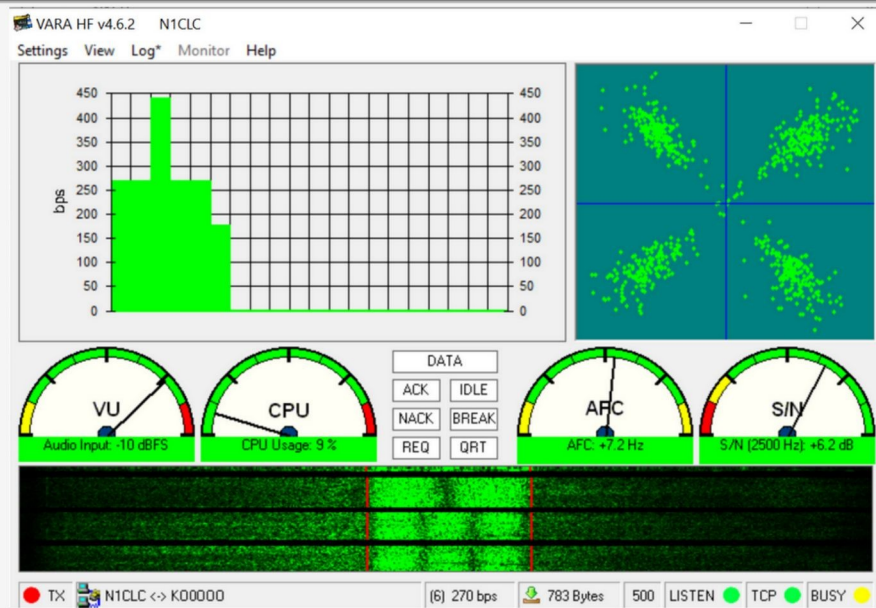 VARA HF v4.6.2 N1CLC
Settings View Log* Monitor Help
450 450
400 400
350 350
300 300
250 250
200 200
150 150
100 100
50 50
0 0
bps
VU
Audio Input: -10 dBFS
CPU
CPU Usage: 9 %
DATA
ACK IDLE
NACK BREAK
REQ QRT
AFC
AFC: +7.2 Hz
S/N
S/N (2500 Hz): +6.2 dB
TX N1CLC <-> KOOOOO (6) 270 bps 783 Bytes 500 LISTEN TCP BUSY